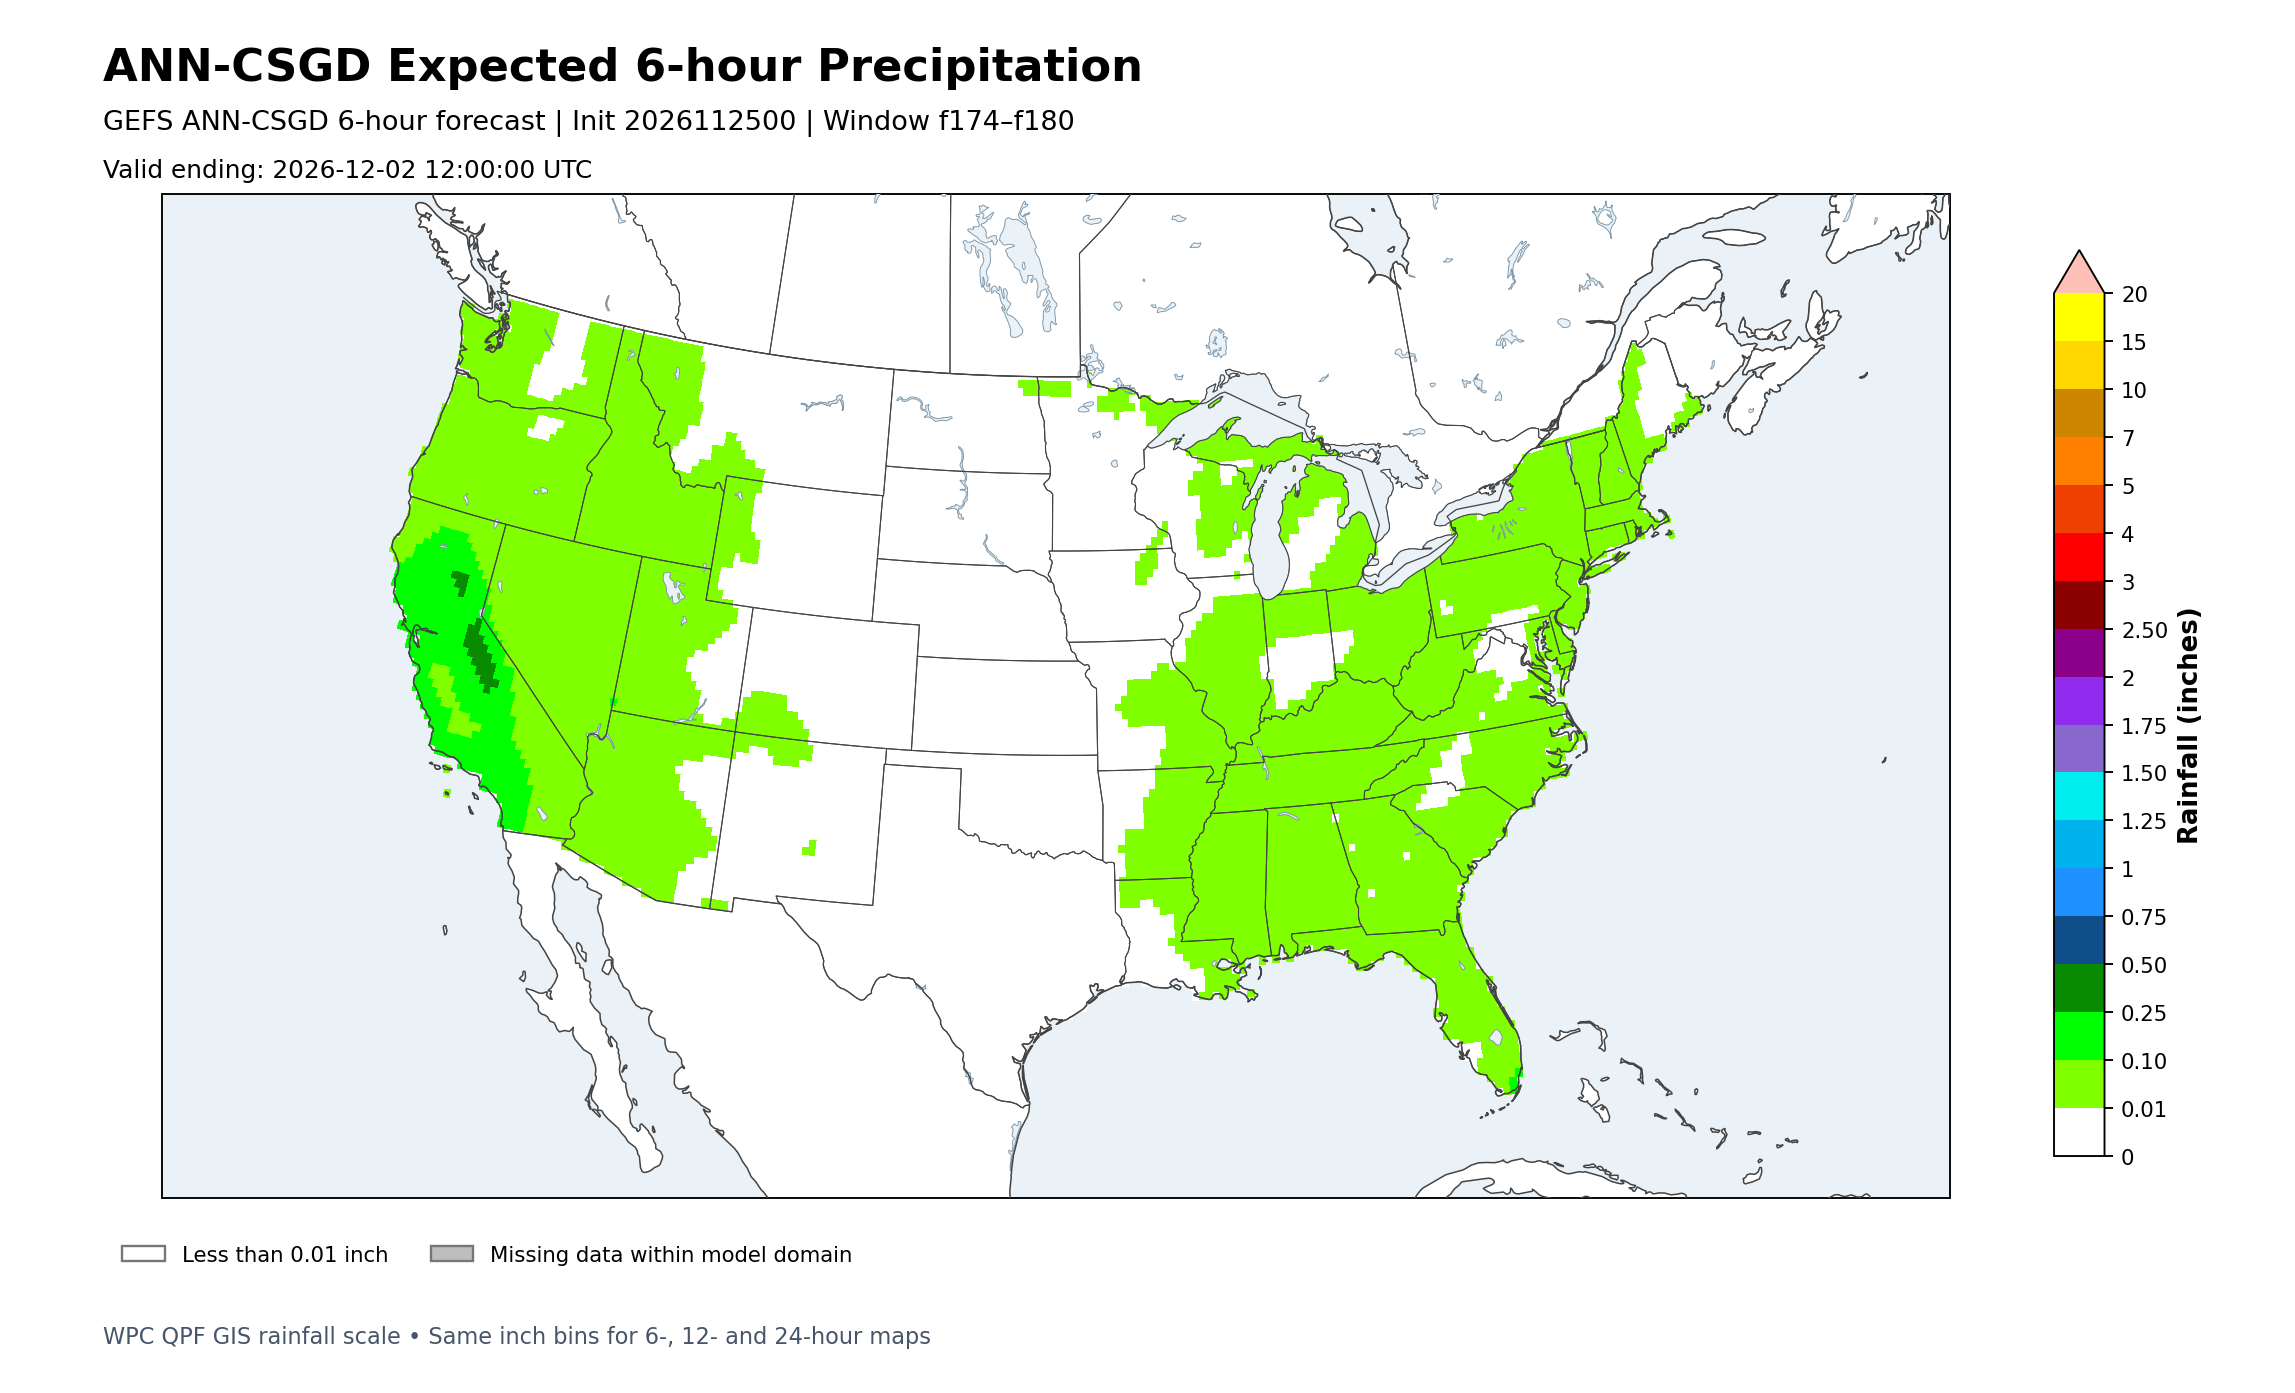 ANN-CSGD Expected 6-hour Precipitation
GEFS ANN-CSGD 6-hour forecast | Init 2026112500 | Window f174–f180
Valid ending: 2026-12-02 12:00:00 UTC
20
15
10
7
5
4
3
2.50
2
1.75
1.50
1.25
1
0.75
0.50
0.25
0.10
0.01
0
Rainfall (inches)
Less than 0.01 inch
Missing data within model domain
WPC QPF GIS rainfall scale • Same inch bins for 6-, 12- and 24-hour maps